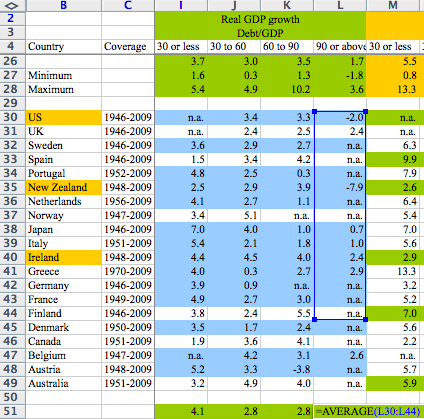 B C I J K L M
2 Real GDP growth
3 Debt/GDP
4 Country Coverage 30 or less 30 to 60 60 to 90 90 or above 30 or less
26 3.7 3.0 3.5 1.7 5.5
27 Minimum 1.6 0.3 1.3 -1.8 0.8
28 Maximum 5.4 4.9 10.2 3.6 13.3
29
30 US 1946-2009 n.a. 3.4 3.3 -2.0 n.a.
31 UK 1946-2009 n.a. 2.4 2.5 2.4 n.a.
32 Sweden 1946-2009 3.6 2.9 2.7 n.a. 6.3
33 Spain 1946-2009 1.5 3.4 4.2 n.a. 9.9
34 Portugal 1952-2009 4.8 2.5 0.3 n.a. 7.9
35 New Zealand 1948-2009 2.5 2.9 3.9 -7.9 2.6
36 Netherlands 1956-2009 4.1 2.7 1.1 n.a. 6.4
37 Norway 1947-2009 3.4 5.1 n.a. n.a. 5.4
38 Japan 1946-2009 7.0 4.0 1.0 0.7 7.0
39 Italy 1951-2009 5.4 2.1 1.8 1.0 5.6
40 Ireland 1948-2009 4.4 4.5 4.0 2.4 2.9
41 Greece 1970-2009 4.0 0.3 2.7 2.9 13.3
42 Germany 1946-2009 3.9 0.9 n.a. n.a. 3.2
43 France 1949-2009 4.9 2.7 3.0 n.a. 5.2
44 Finland 1946-2009 3.8 2.4 5.5 n.a. 7.0
45 Denmark 1950-2009 3.5 1.7 2.4 n.a. 5.6
46 Canada 1951-2009 1.9 3.6 4.1 n.a. 2.2
47 Belgium 1947-2009 n.a. 4.2 3.1 2.6 n.a.
48 Austria 1948-2009 5.2 3.3 -3.8 n.a. 5.7
49 Australia 1951-2009 3.2 4.9 4.0 n.a. 5.9
50
51 4.1 2.8 2.8 =AVERAGE(L30:L44)